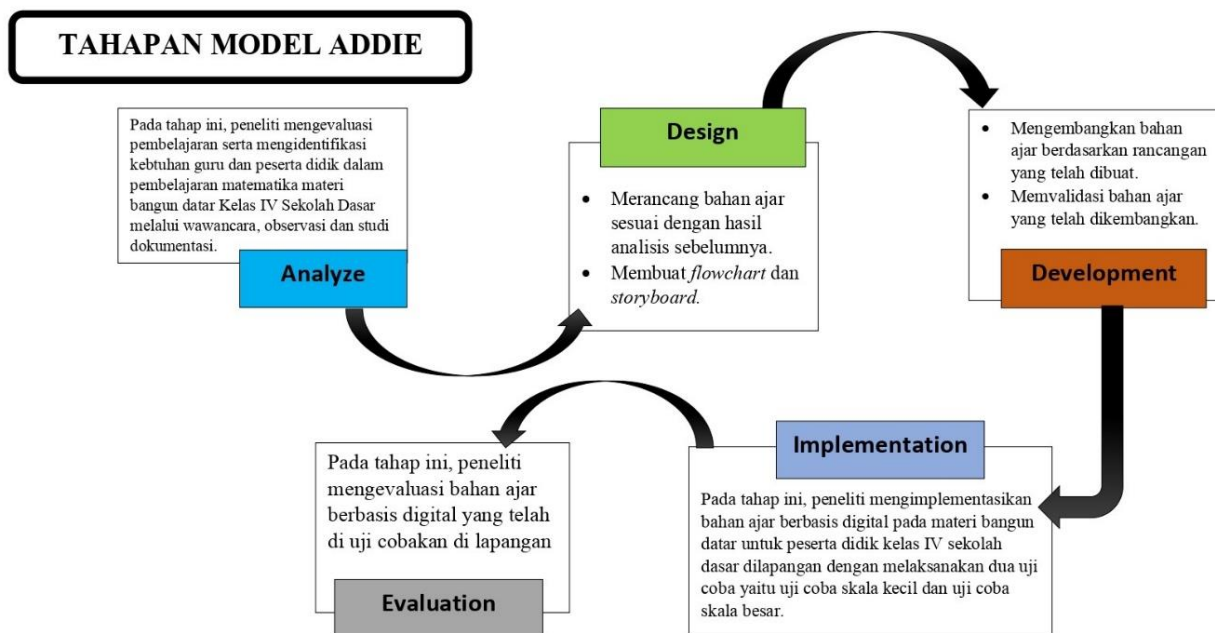 TAHAPAN MODEL ADDIE
Pada tahap ini, peneliti mengevaluasi
pembelajaran serta mengidentifikasi
kebtuhan guru dan peserta didik dalam
pembelajaran matematika materi
bangun datar Kelas IV Sekolah Dasar
melalui wawancara, observasi dan studi
dokumentasi.
Analyze
Design
• Merancang bahan ajar
sesuai dengan hasil
analisis sebelumnya.
• Membuat flowchart dan
storyboard.
• Mengembangkan bahan
ajar berdasarkan rancangan
yang telah dibuat.
• Memvalidasi bahan ajar
yang telah dikembangkan.
Development
Implementation
Pada tahap ini, peneliti mengimplementasikan
bahan ajar berbasis digital pada materi bangun
datar untuk peserta didik kelas IV sekolah
dasar dilapangan dengan melaksanakan dua uji
coba yaitu uji coba skala kecil dan uji coba
skala besar.
Pada tahap ini, peneliti
mengevaluasi bahan ajar
berbasis digital yang telah
di uji cobakan di lapangan
Evaluation